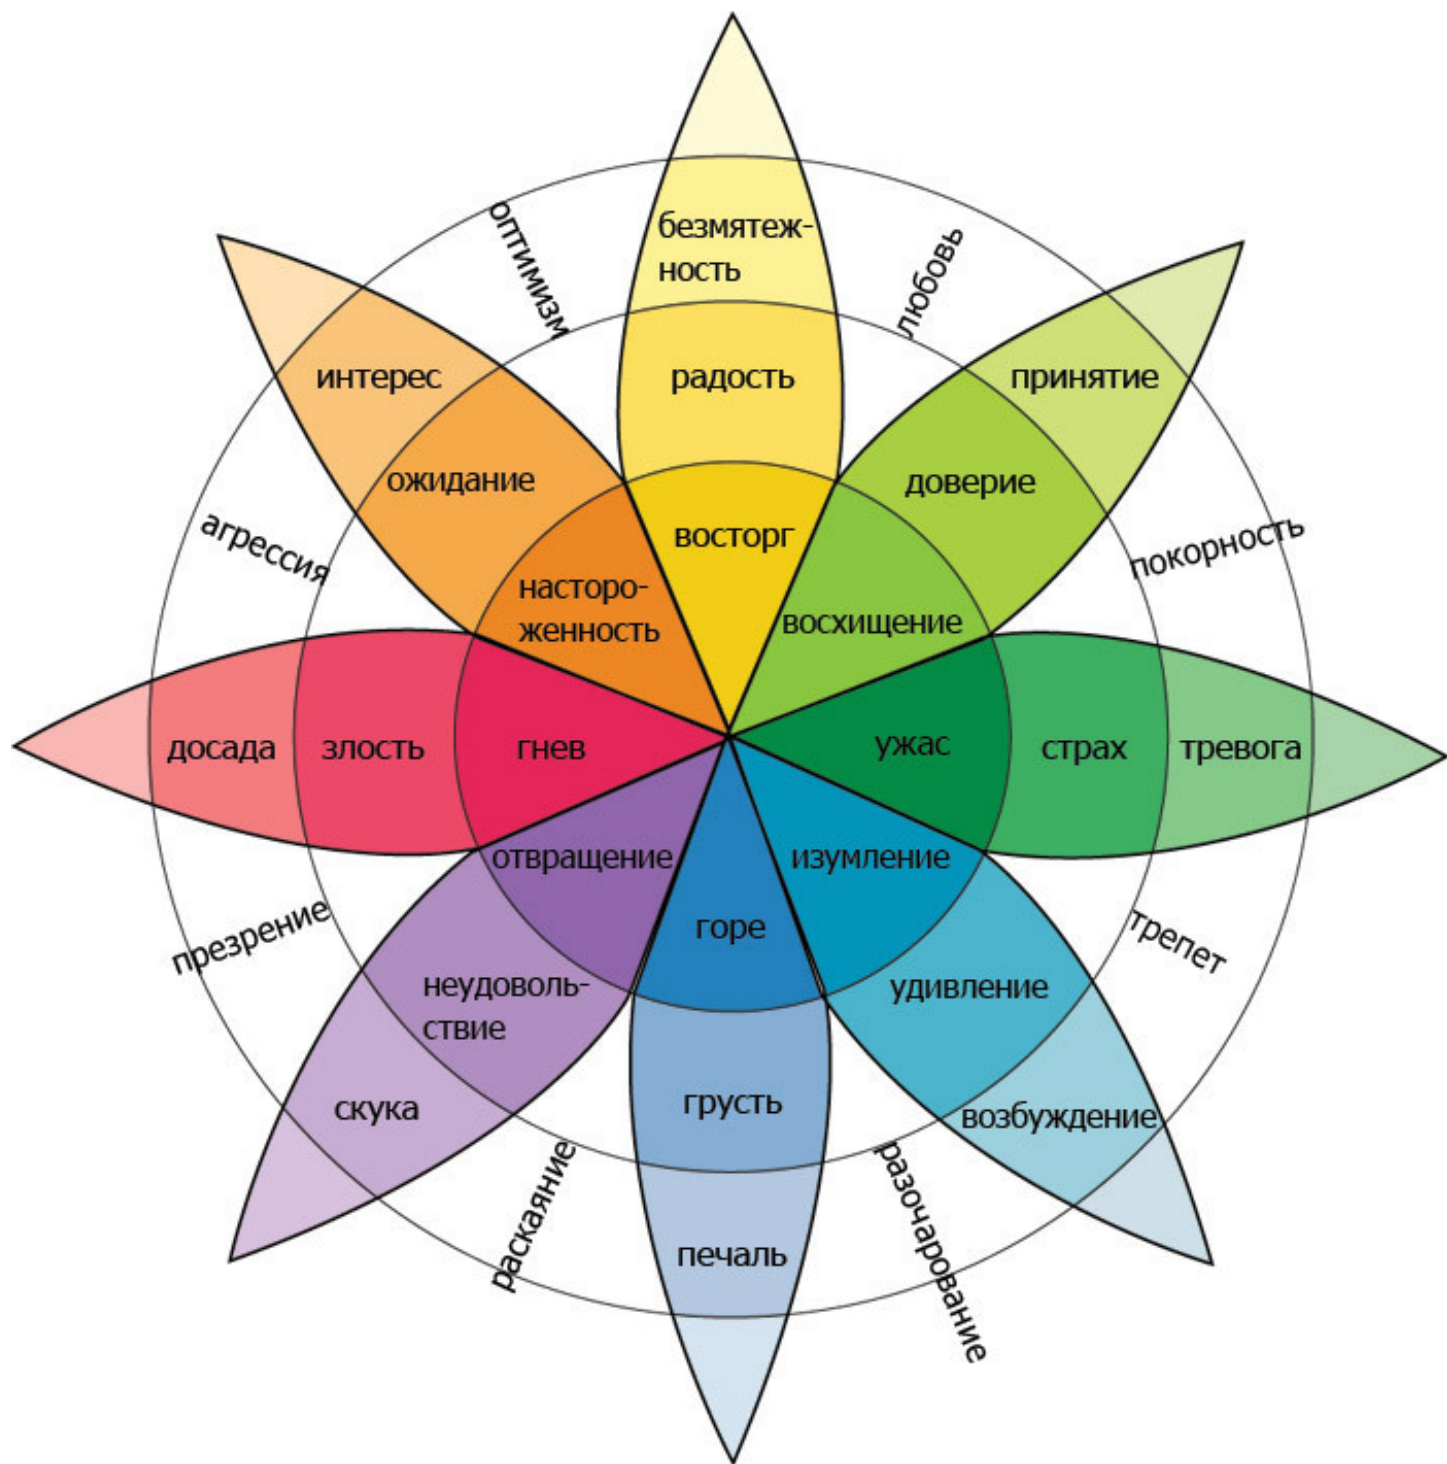 безмятеж-
ность
оптимизм
любовь
интерес
радость
принятие
ожидание
доверие
агрессия
восторг
покорность
насторо-
женность
восхищение
досада
злость
гнев
ужас
страх
тревога
отвращение
изумление
презрение
горе
трепет
неудоволь-
ствие
удивление
скука
грусть
возбуждение
раскаяние
разочарование
печаль